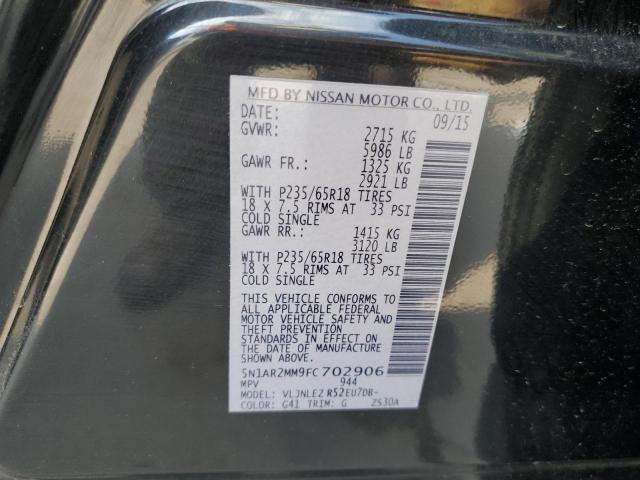 MFD BY NISSAN MOTOR CO., LTD.
DATE: 09/15
GVWR: 2715 KG
5986 LB
GAWR FR.: 1325 KG
2921 LB
WITH P235/65R18 TIRES
18 X 7.5 RIMS AT 33 PSI
COLD SINGLE
GAWR RR.: 1415 KG
3120 LB
WITH P235/65R18 TIRES
18 X 7.5 RIMS AT 33 PSI
COLD SINGLE
THIS VEHICLE CONFORMS TO
ALL APPLICABLE FEDERAL
MOTOR VEHICLE SAFETY AND
THEFT PREVENTION
STANDARDS IN EFFECT ON
THE DATE OF MANUFACTURE
SHOWN ABOVE.
5N1AR2MM9FC702906
MPV 944
MODEL: VLJNLEZ R52EU7DB-
COLOR: G41 TRIM: G ZS30A